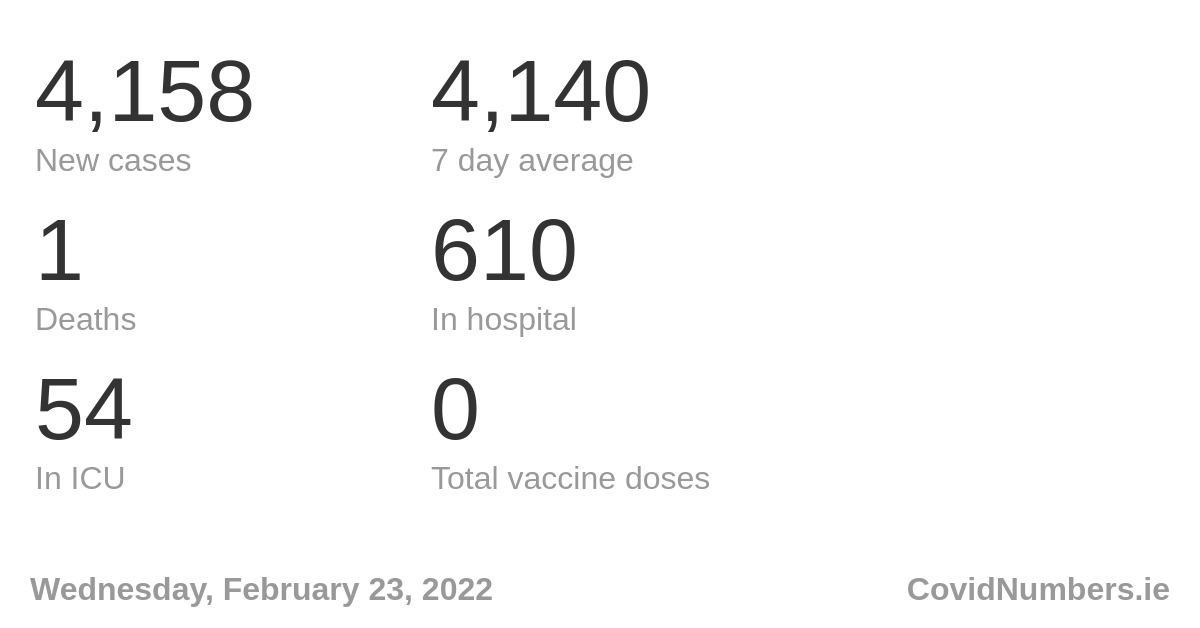 4,158 4,140
New cases 7 day average
1 610
Deaths In hospital
54 0
In ICU Total vaccine doses
Wednesday, February 23, 2022 CovidNumbers.ie